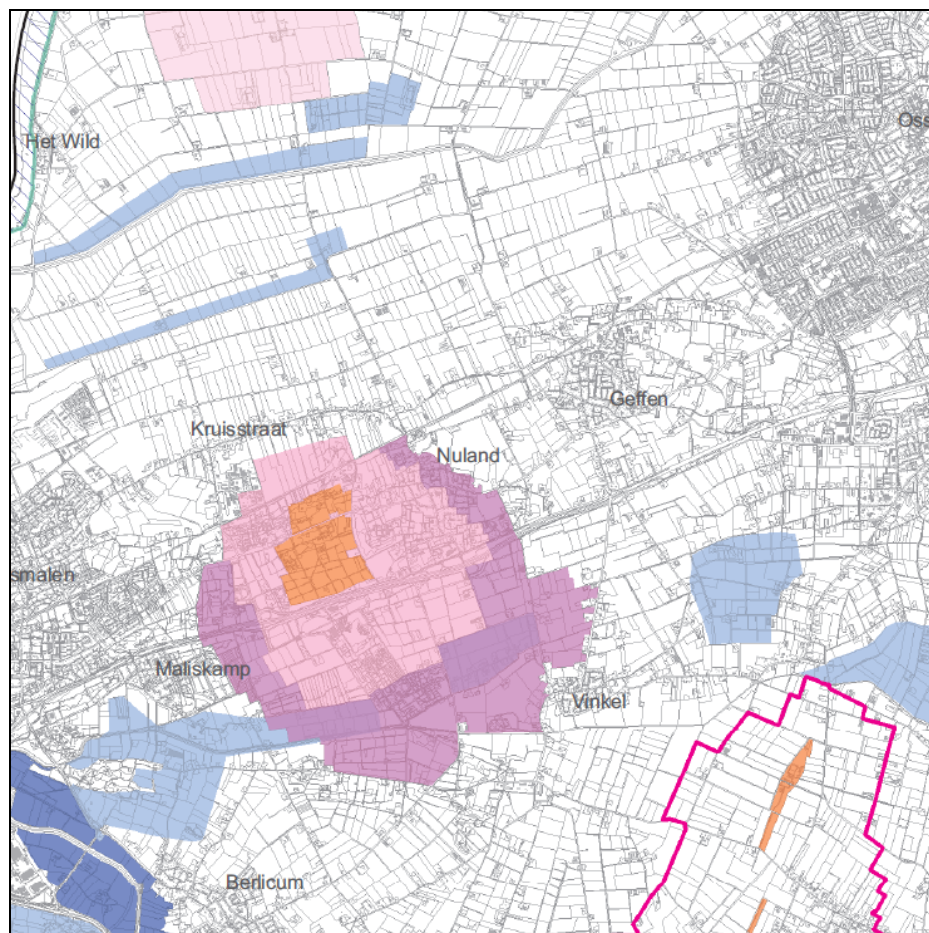 Oss
Het Wild
Geffen
Kruisstraat
Nuland
smalen
Maliskamp
Vinkel
Berlicum